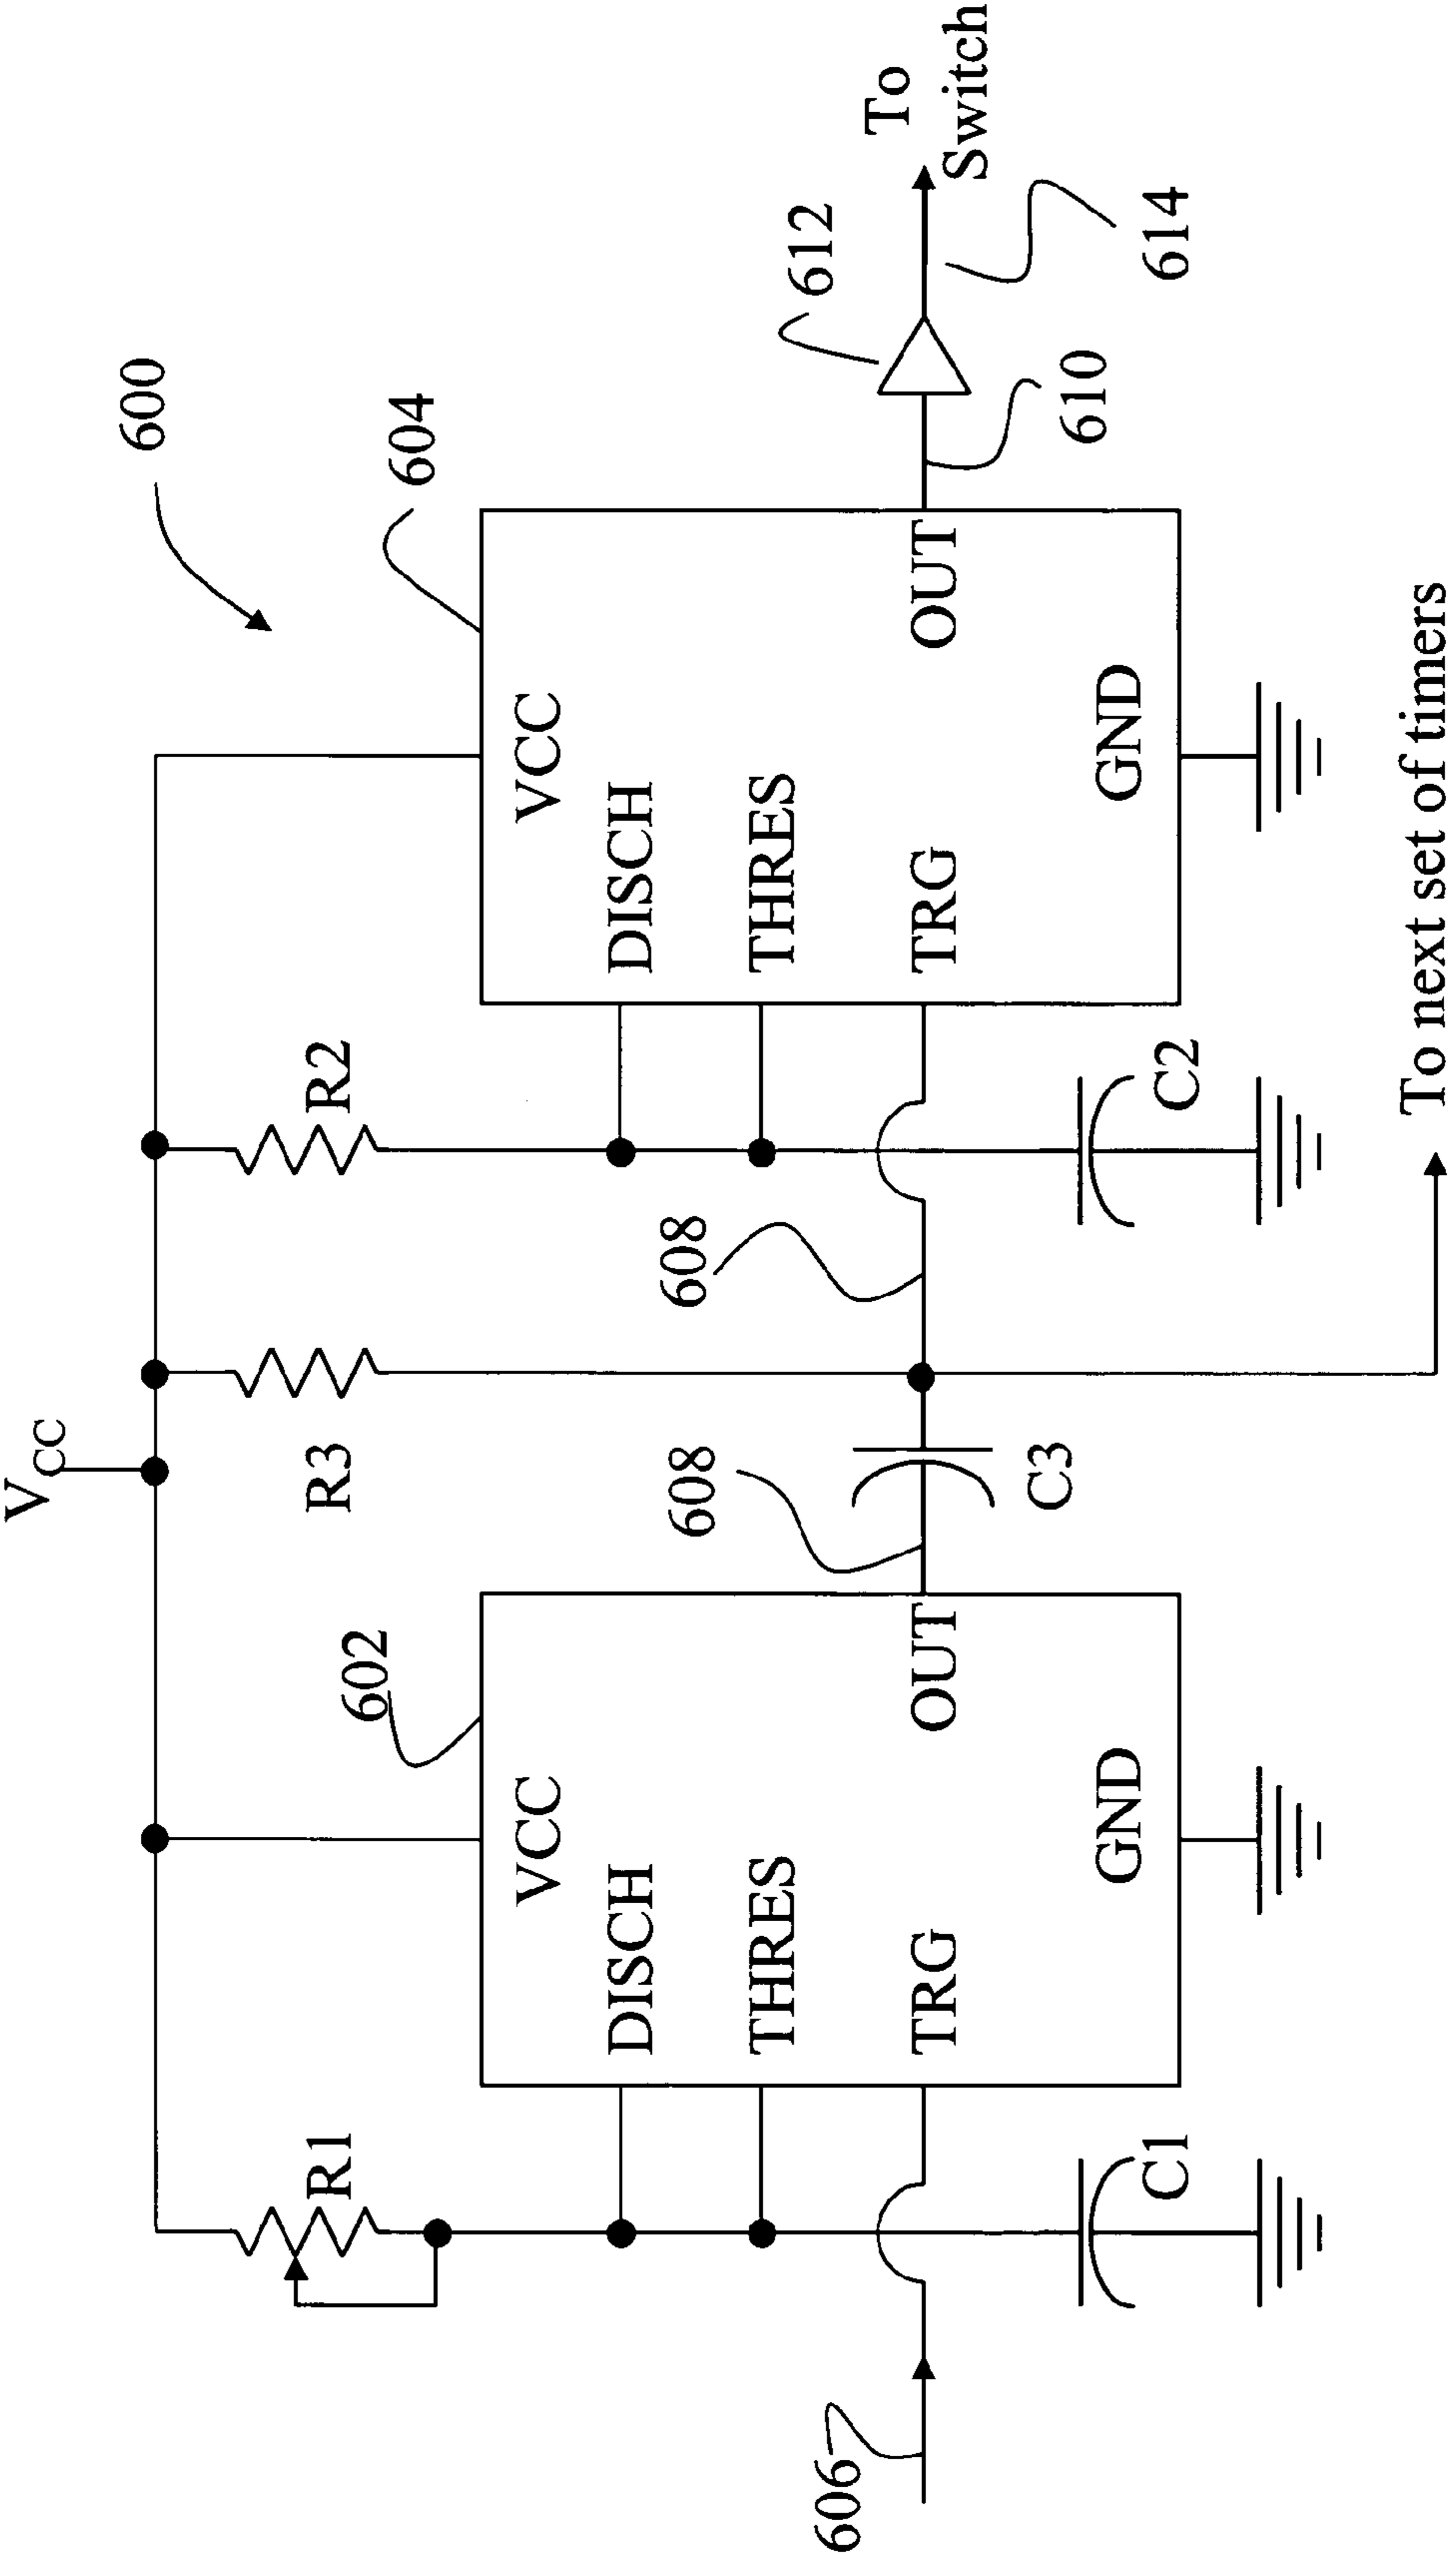 600
V CC
R1
R3
R2
602
604
VCC
DISCH
THRES
TRG
OUT
GND
608
608
VCC
DISCH
THRES
TRG
OUT
GND
612
To
Switch
606
C1
C3
C2
610
614
To next set of timers